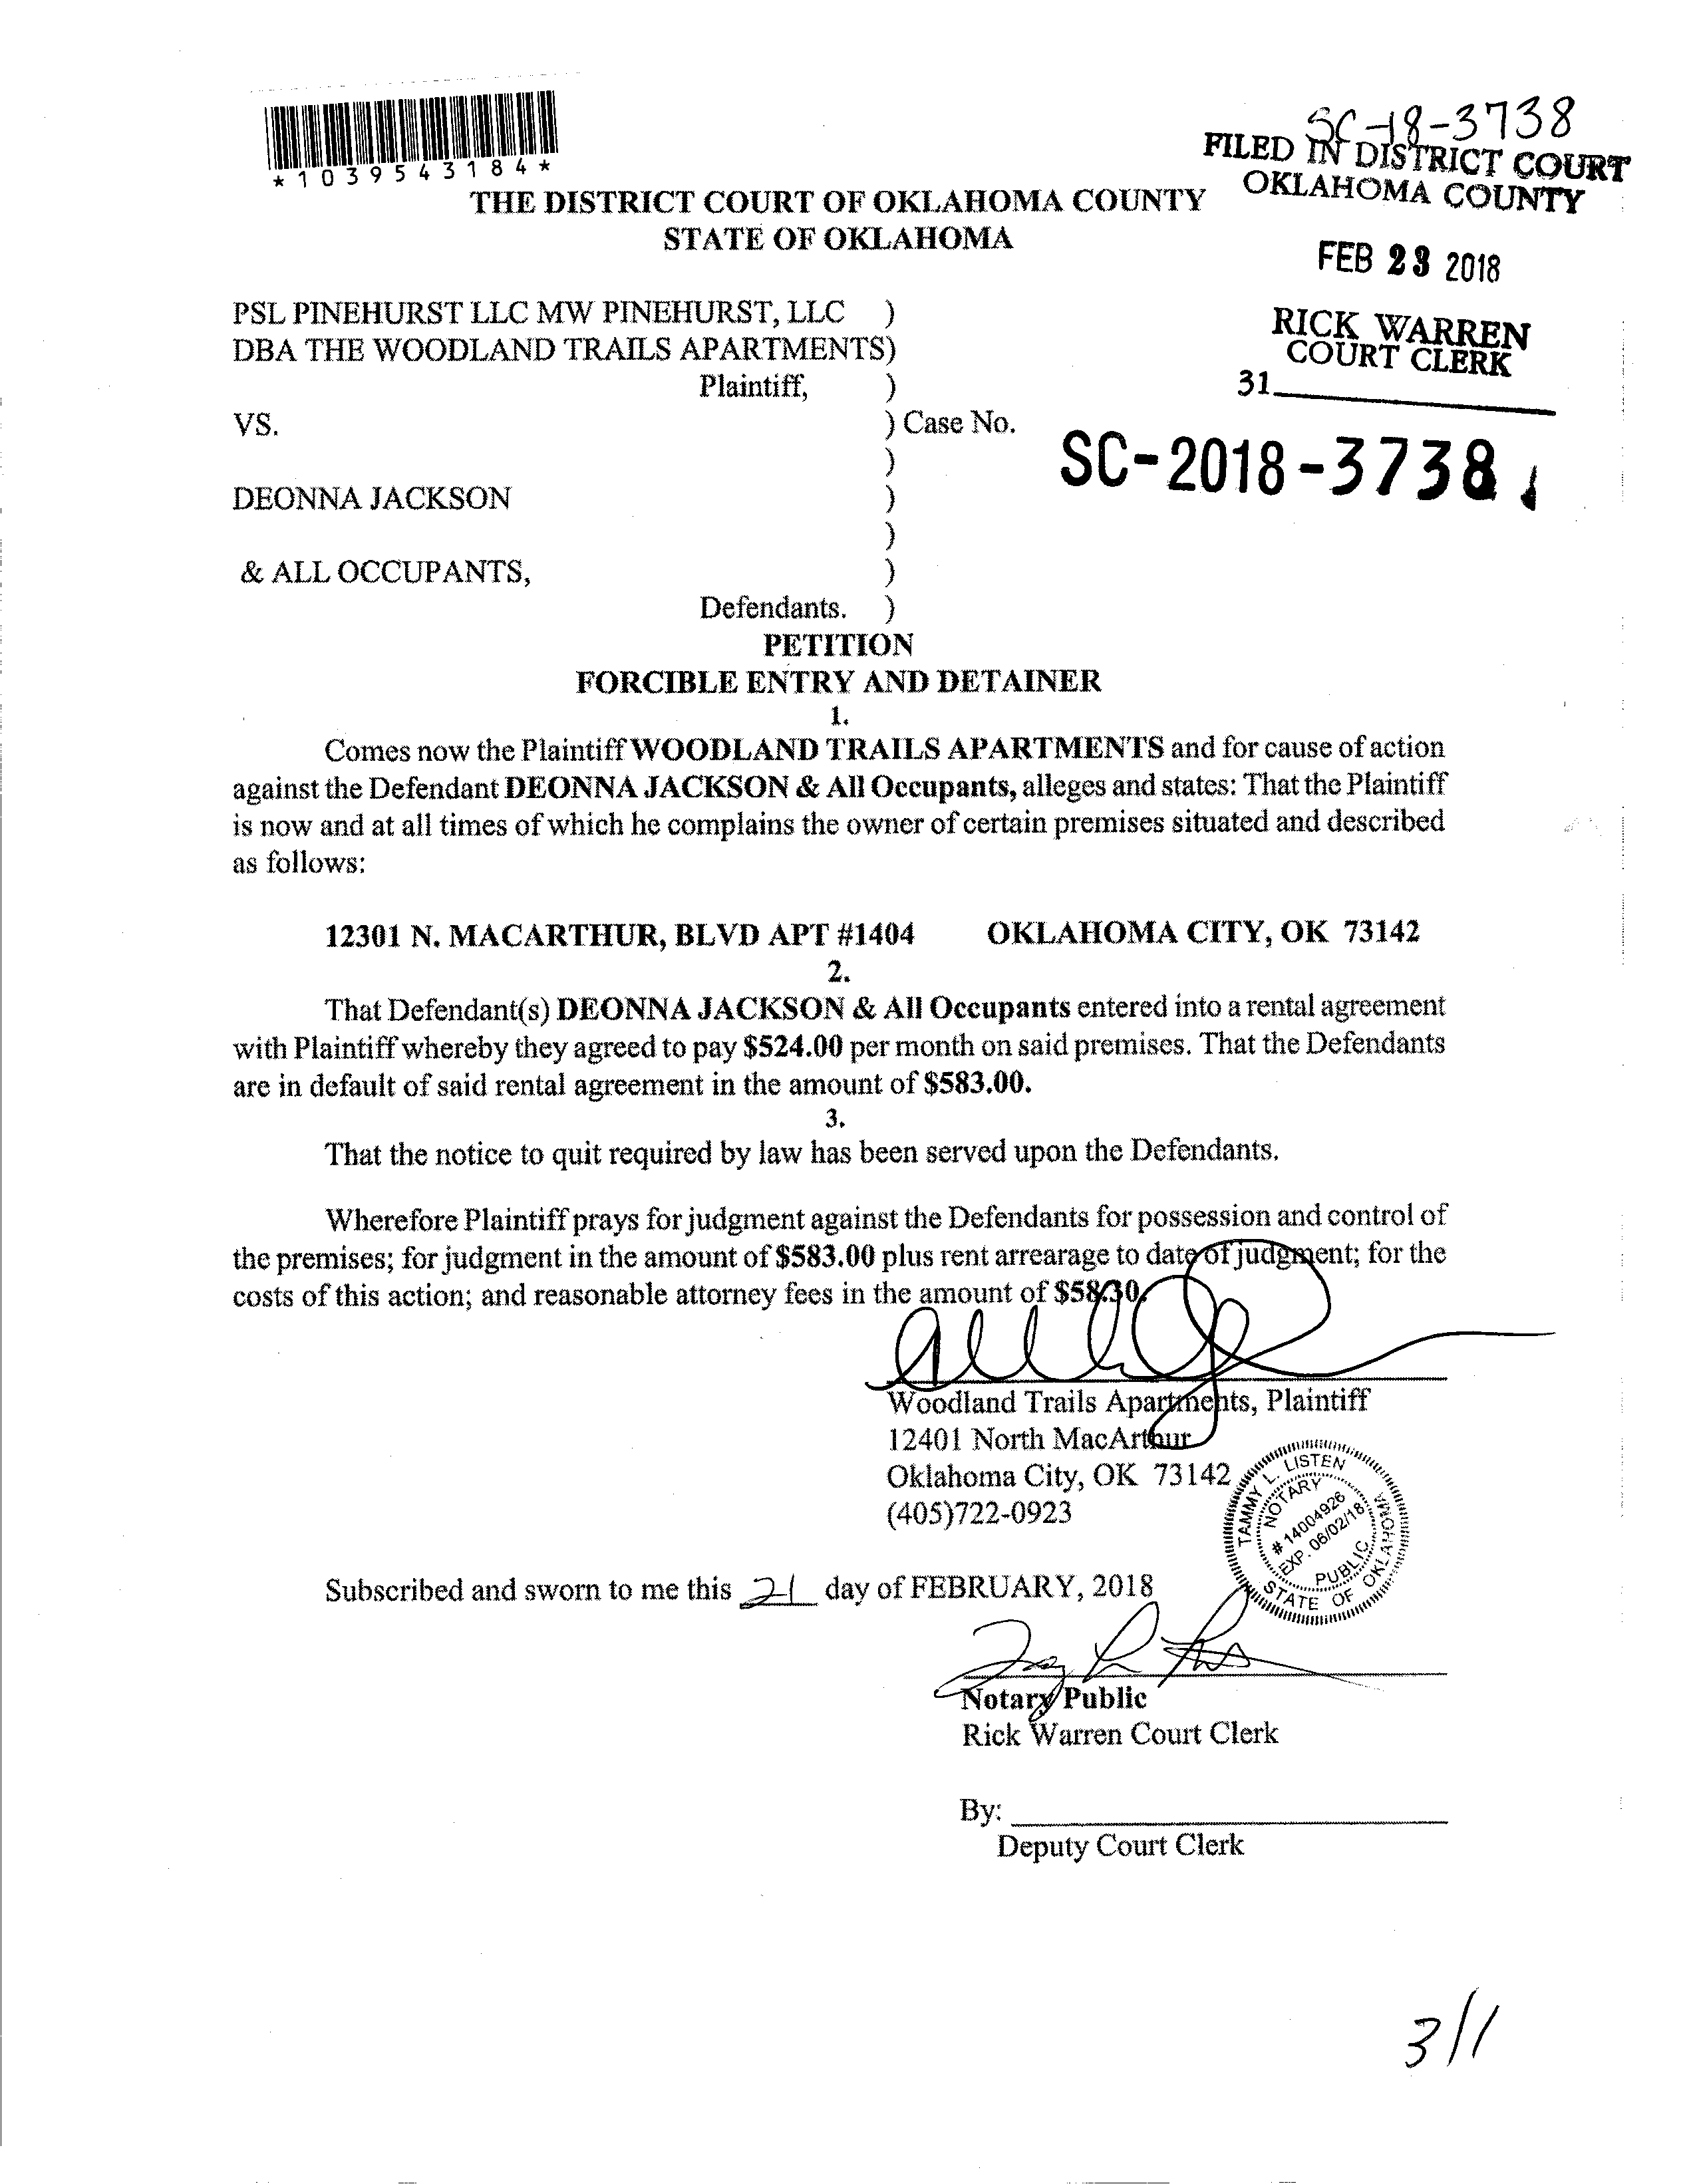 *1039543184*
SC-18-3738
FILED IN DISTRICT COURT
OKLAHOMA COUNTY
FEB 23 2018
RICK WARREN
COURT CLERK
31
THE DISTRICT COURT OF OKLAHOMA COUNTY
STATE OF OKLAHOMA
PSL PINEHURST LLC MW PINEHURST, LLC )
DBA THE WOODLAND TRAILS APARTMENTS)
Plaintiff, )
VS. ) Case No.
) SC-2018-3738
DEONNA JACKSON )
)
& ALL OCCUPANTS, )
Defendants. )
PETITION
FORCIBLE ENTRY AND DETAINER
1.
Comes now the Plaintiff WOODLAND TRAILS APARTMENTS and for cause of action
against the Defendant DEONNA JACKSON & All Occupants, alleges and states: That the Plaintiff
is now and at all times of which he complains the owner of certain premises situated and described
as follows:
12301 N. MACARTHUR, BLVD APT #1404 OKLAHOMA CITY, OK 73142
2.
That Defendant(s) DEONNA JACKSON & All Occupants entered into a rental agreement
with Plaintiff whereby they agreed to pay $524.00 per month on said premises. That the Defendants
are in default of said rental agreement in the amount of $583.00.
3.
That the notice to quit required by law has been served upon the Defendants.
Wherefore Plaintiff prays for judgment against the Defendants for possession and control of
the premises; for judgment in the amount of $583.00 plus rent arrearage to date of judgment; for the
costs of this action; and reasonable attorney fees in the amount of $58.30.
Woodland Trails Apartments, Plaintiff
12401 North MacArthur
Oklahoma City, OK 73142
(405)722-0923
TAMMY L. LISTEN
NOTARY
# 14004926
EXP. 06/02/18
PUBLIC
STATE OF OKLAHOMA
Subscribed and sworn to me this 21 day of FEBRUARY, 2018
Notary Public
Rick Warren Court Clerk
By:
Deputy Court Clerk
3/1